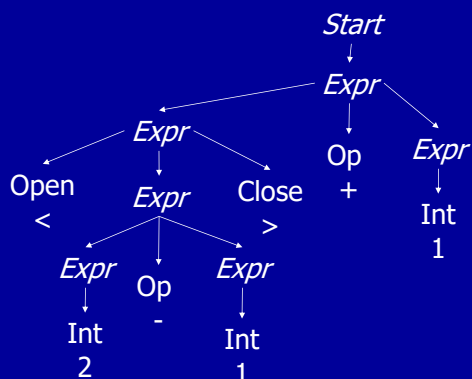 Start
Expr
Expr
Op
+
Expr
Open
<
Expr
Close
>
Int
1
Expr
Op
-
Expr
Int
2
Int
1